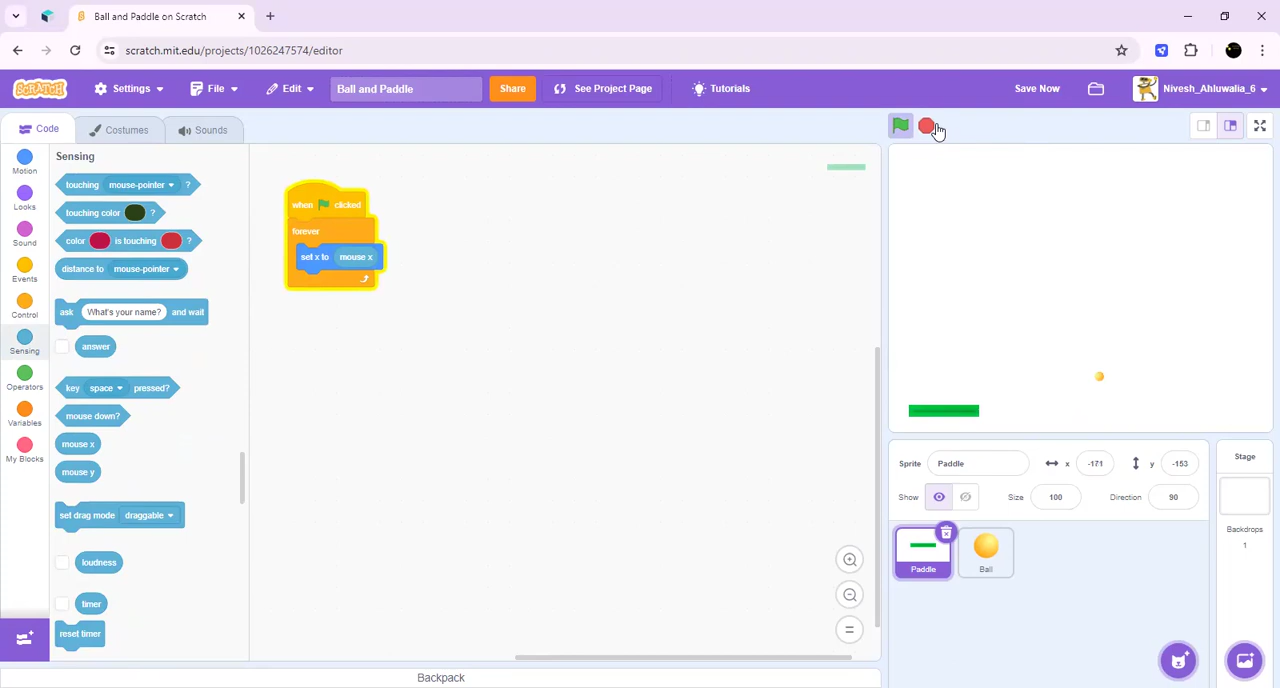 Ball and Paddle on Scratch
scratch.mit.edu/projects/1026247574/editor
SCRATCH
Settings
File
Edit
Ball and Paddle
Share
See Project Page
Tutorials
Save Now
Nivesh_Ahluwalia_6
Code
Costumes
Sounds
Motion
Looks
Sound
Events
Control
Sensing
Operators
Variables
My Blocks
Sensing
touching mouse-pointer ?
touching color ?
color is touching ?
distance to mouse-pointer
ask What's your name? and wait
answer
key space pressed?
mouse down?
mouse x
mouse y
set drag mode draggable
loudness
timer
reset timer
when clicked
forever
set x to mouse x
Sprite Paddle x -171 y -153
Show Size 100 Direction 90
Paddle
Ball
Stage
Backdrops
1
Backpack